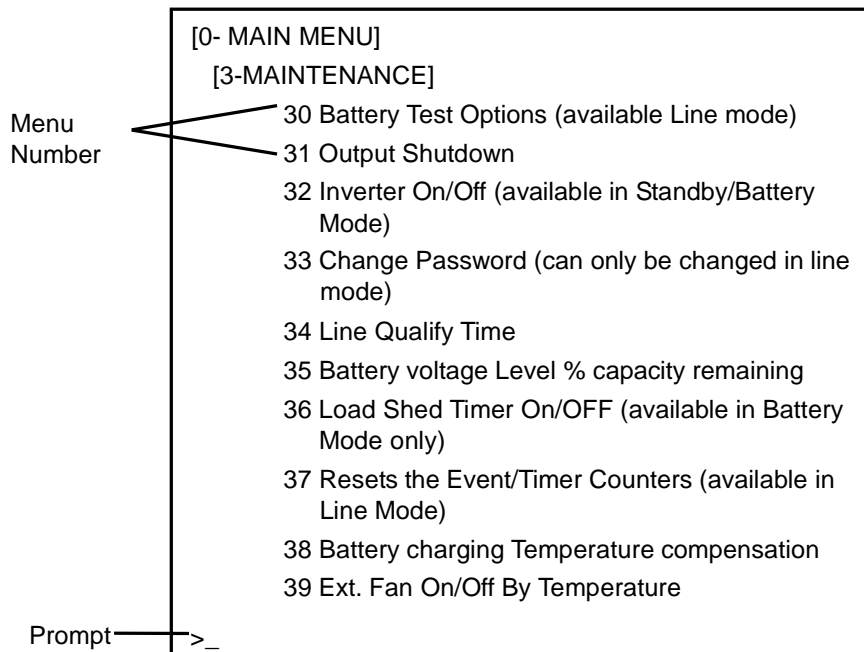 [0- MAIN MENU]
[3-MAINTENANCE]
Menu
Number
30 Battery Test Options (available Line mode)
31 Output Shutdown
32 Inverter On/Off (available in Standby/Battery
Mode)
33 Change Password (can only be changed in line
mode)
34 Line Qualify Time
35 Battery voltage Level % capacity remaining
36 Load Shed Timer On/OFF (available in Battery
Mode only)
37 Resets the Event/Timer Counters (available in
Line Mode)
38 Battery charging Temperature compensation
39 Ext. Fan On/Off By Temperature
Prompt
>_